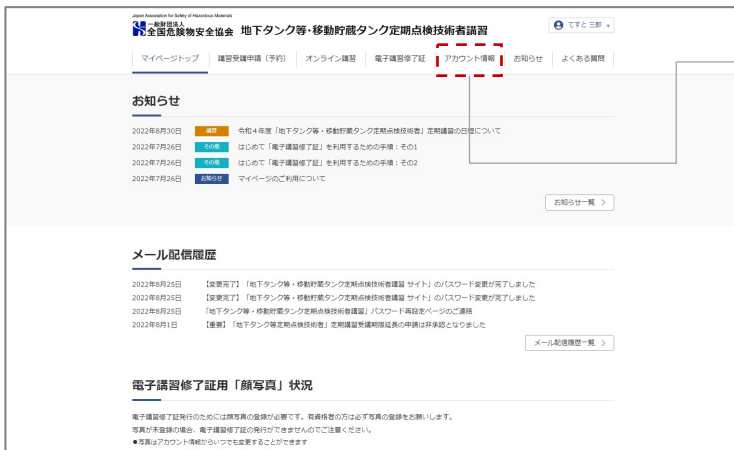 Japan Association for Safety of Hazardous Materials
一般財団法人
全国危険物安全協会 地下タンク等・移動貯蔵タンク定期点検技術者講習
てすと 三郎
マイページトップ 講習受講申請（予約） オンライン講習 電子講習修了証 アカウント情報 お知らせ よくある質問
お知らせ
2022年8月30日 講習 令和４年度「地下タンク等・移動貯蔵タンク定期点検技術者」定期講習の日程について
2022年7月26日 その他 はじめて「電子講習修了証」を利用するための手順：その1
2022年7月26日 その他 はじめて「電子講習修了証」を利用するための手順：その2
2022年7月26日 お知らせ マイページのご利用について
お知らせ一覧
メール配信履歴
2022年8月25日 【変更完了】「地下タンク等・移動貯蔵タンク定期点検技術者講習 サイト」のパスワード変更が完了しました
2022年8月25日 【変更完了】「地下タンク等・移動貯蔵タンク定期点検技術者講習 サイト」のパスワード変更が完了しました
2022年8月25日 「地下タンク等・移動貯蔵タンク定期点検技術者講習」パスワード再設定ページのご連絡
2022年8月1日 【重要】「地下タンク等定期点検技術者」定期講習受講期限延長の申請は非承認となりました
メール配信履歴一覧
電子講習修了証用「顔写真」状況
電子講習修了証発行のためには顔写真の登録が必要です。有資格者の方は必ず写真の登録をお願いします。
写真が未登録の場合、電子講習修了証の発行ができませんのでご注意ください。
●写真はアカウント情報からいつでも変更することができます